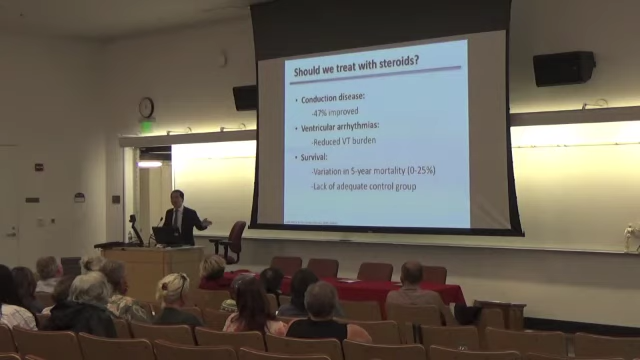 Should we treat with steroids?
• Conduction disease:
-47% improved
• Ventricular arrhythmias:
-Reduced VT burden
• Survival:
-Variation in 5-year mortality (0-25%)
-Lack of adequate control group